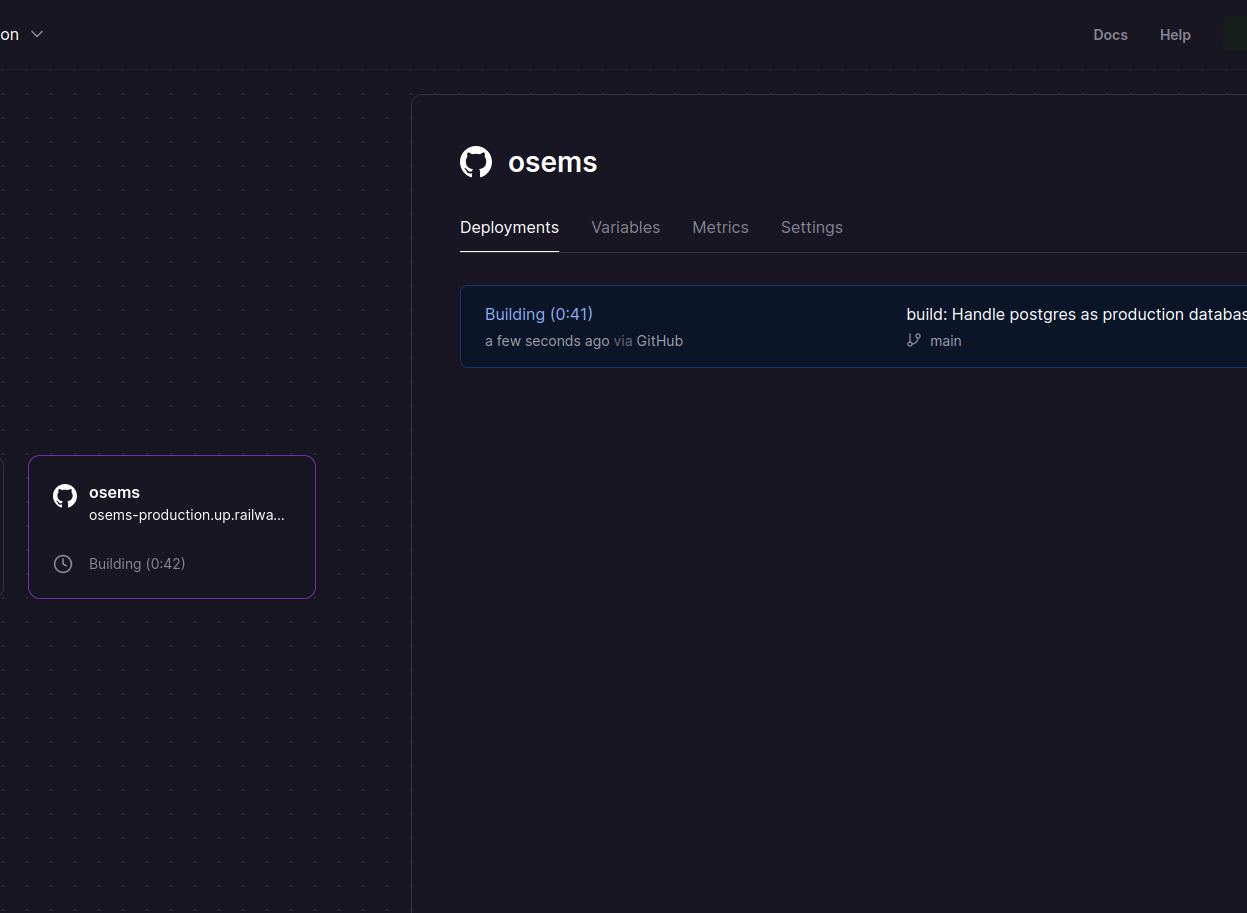 on
Docs
Help
osems
Deployments
Variables
Metrics
Settings
Building (0:41)
a few seconds ago via GitHub
build: Handle postgres as production databas
main
osems
osems-production.up.railwa...
Building (0:42)